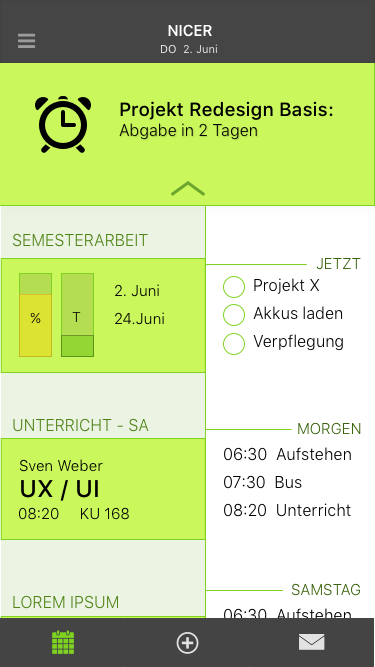 NICER
DO 2. Juni
Projekt Redesign Basis:
Abgabe in 2 Tagen
SEMESTERARBEIT
%
T
2. Juni
24.Juni
UNTERRICHT - SA
Sven Weber
UX / UI
08:20 KU 168
LOREM IPSUM
JETZT
Projekt X
Akkus laden
Verpflegung
MORGEN
06:30 Aufstehen
07:30 Bus
08:20 Unterricht
SAMSTAG
06:30 Aufstehen